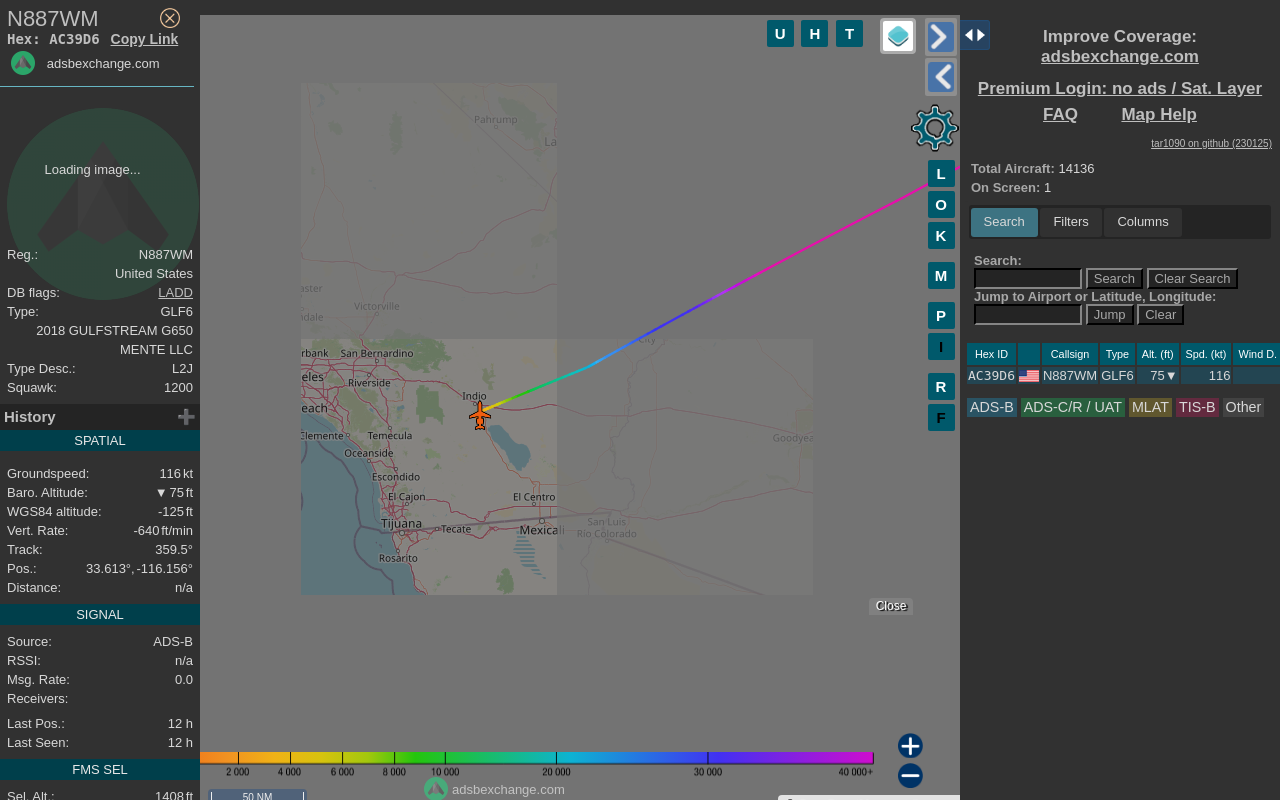 N887WM
Hex: AC39D6 Copy Link
adsbexchange.com
Loading image...
Reg.: N887WM
United States
DB flags: LADD
Type: GLF6
2018 GULFSTREAM G650
MENTE LLC
Type Desc.: L2J
Squawk: 1200
History
SPATIAL
Groundspeed: 116 kt
Baro. Altitude: ▼ 75 ft
WGS84 altitude: -125 ft
Vert. Rate: -640 ft/min
Track: 359.5°
Pos.: 33.613°, -116.156°
Distance: n/a
SIGNAL
Source: ADS-B
RSSI: n/a
Msg. Rate: 0.0
Receivers:
Last Pos.: 12 h
Last Seen: 12 h
FMS SEL
Sel. Alt.: 1408 ft
U H T
L
O
K
M
P
I
R
F
Pahrump
La
aster
dale
Victorville
City
rbank San Bernardino
eles
Riverside
each
Indio
Clemente Temecula
Goodyea
Oceanside
Escondido
El Cajon El Centro
Tijuana Tecate Mexicali
San Luis
Río Colorado
Rosarito
Close
2 000 4 000 6 000 8 000 10 000 20 000 30 000 40 000+
adsbexchange.com
50 NM
Improve Coverage:
adsbexchange.com
Premium Login: no ads / Sat. Layer
FAQ Map Help
tar1090 on github (230125)
Total Aircraft: 14136
On Screen: 1
Search Filters Columns
Search:
Search Clear Search
Jump to Airport or Latitude, Longitude:
Jump Clear
Hex ID Callsign Type Alt. (ft) Spd. (kt) Wind D.
AC39D6 N887WM GLF6 75▼ 116
ADS-B ADS-C/R / UAT MLAT TIS-B Other